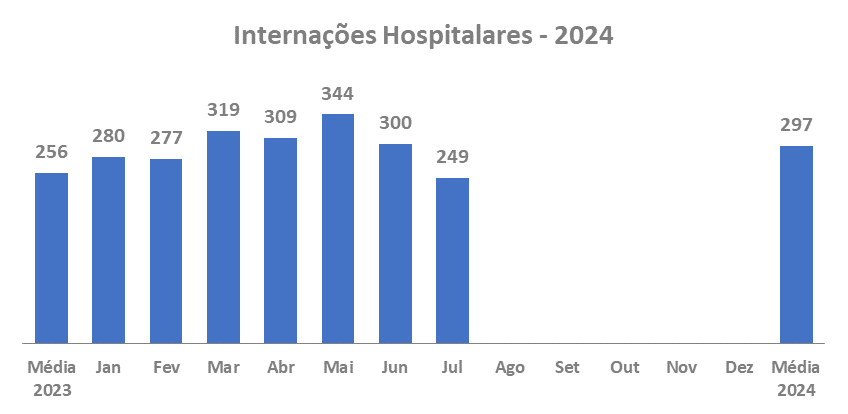 Internações Hospitalares - 2024
256
280
277
319
309
344
300
249
297
Média
2023
Jan
Fev
Mar
Abr
Mai
Jun
Jul
Ago
Set
Out
Nov
Dez
Média
2024